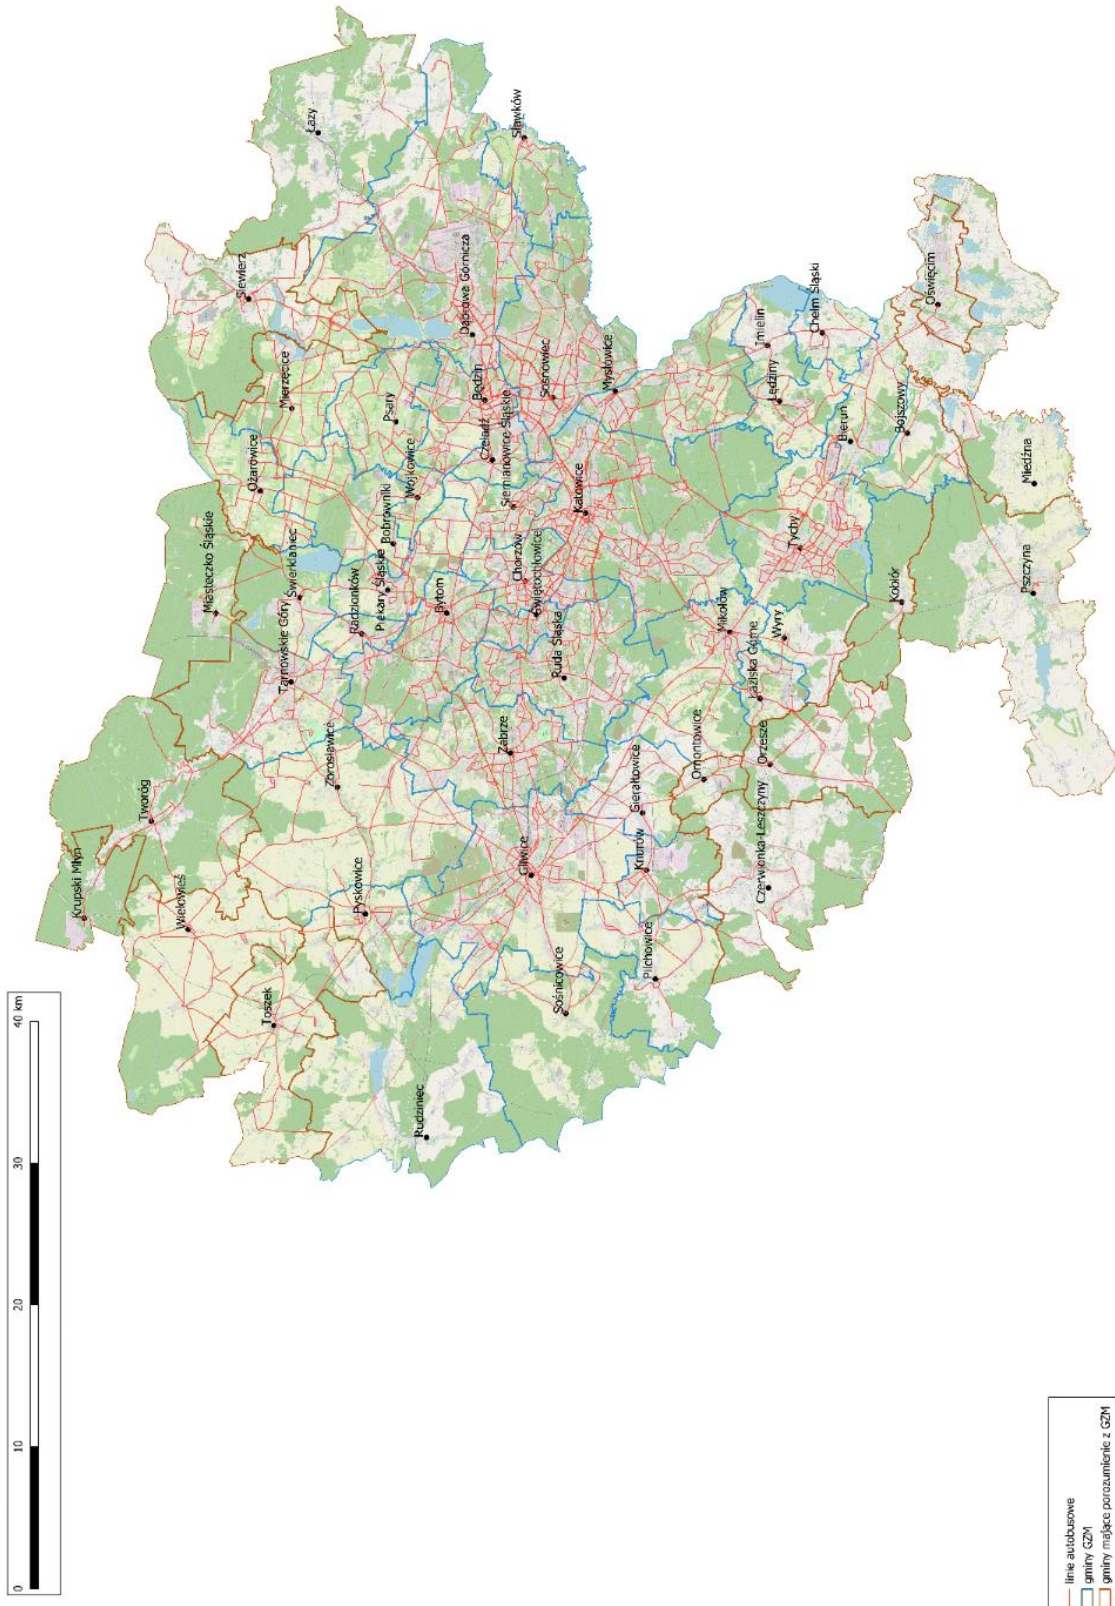 Krupski Młyn
Tworóg
Wielowieś
Toszek
Miasteczko Śląskie
Ożarówice
Mierzęcice
Siewierz
Łazy
Świerklaniec
Tarnowskie Góry
Zbrosławice
Radzionków
Piekary Śląskie
Bobrowniki
Psary
Wojkowice
Pyskowice
Rudziniec
Bytom
Będzin
Dąbrowa Górnicza
Czeladź
Siemianowice Śląskie
Sławków
Zabrze
Gliwice
Chorzów
Świętochłowice
Ruda Śląska
Sosnowiec
Katowice
Mysłowice
Sośnicowice
Pilchowice
Knurów
Gierałtowice
Ornontowice
Mikołów
Wyry
Łaziska Górne
Orzesze
Czerwionka-Leszczyny
Tychy
Lędziny
Imielin
Chełm Śląski
Bieruń
Bojszowy
Oświęcim
Kobiór
Pszczyna
Miedźna
0 10 20 30 40 km
linie autobusowe
gminy GZM
gminy mające porozumienie z GZM